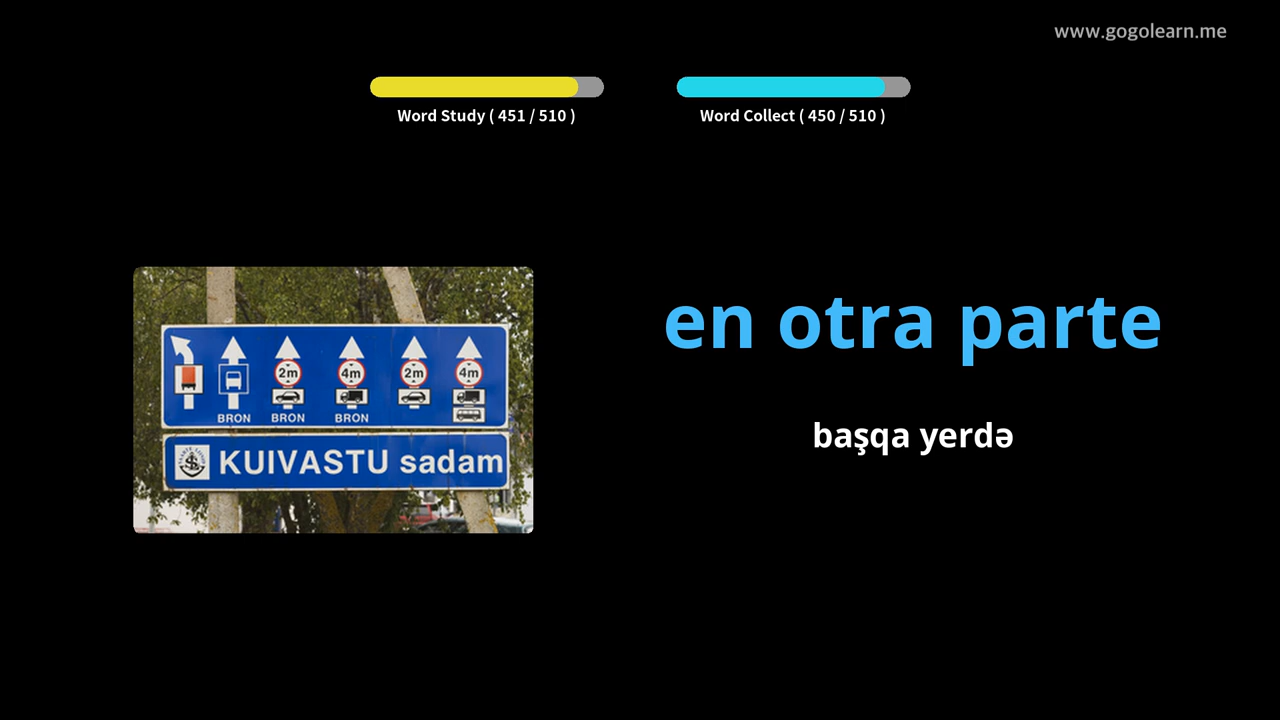 www.gogolearn.me
Word Study ( 451 / 510 )
Word Collect ( 450 / 510 )
en otra parte
başqa yerdə
2m 4m 2m 4m
BRON BRON BRON
KUIVASTU sadam